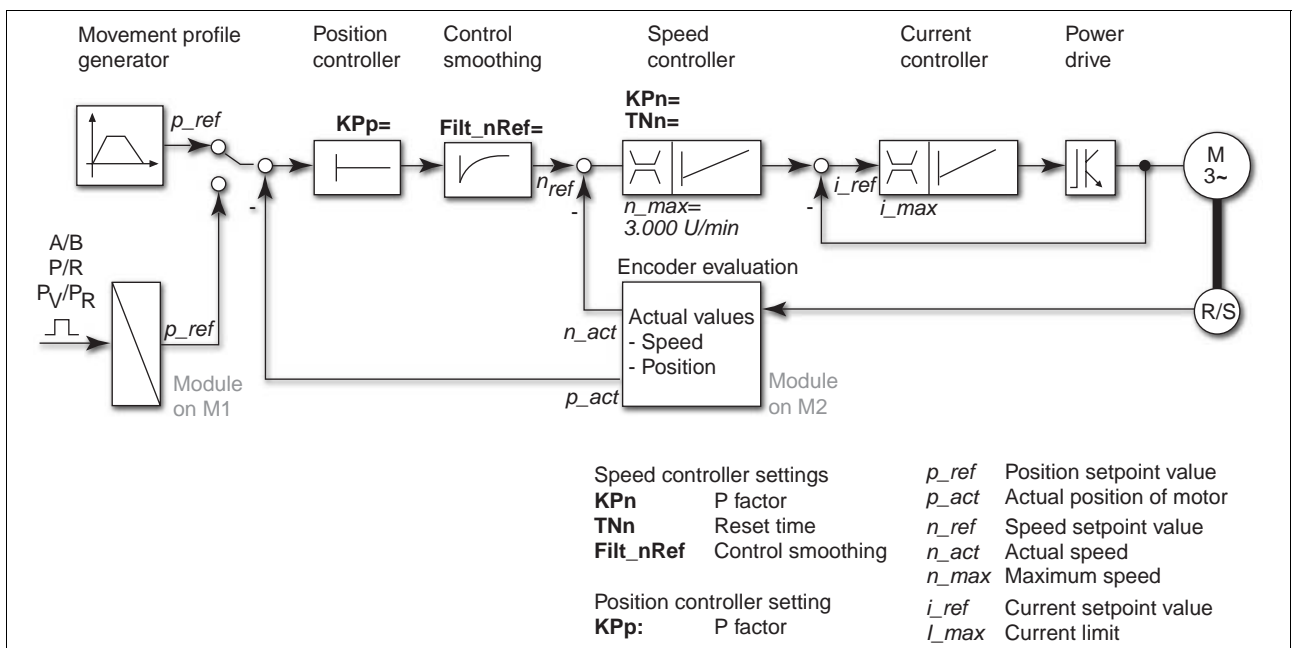 Movement profile generator
Position controller
Control smoothing
Speed controller
Current controller
Power drive
p_ref
KPp=
Filt_nRef=
KPn=
TNn=
n_ref
n_max=
3.000 U/min
i_ref
i_max
M
3~
-
-
-
A/B
P/R
PV/PR
p_ref
Module on M1
Encoder evaluation
Actual values
- Speed
- Position
n_act
p_act
Module on M2
R/S
Speed controller settings
KPn P factor
TNn Reset time
Filt_nRef Control smoothing
Position controller setting
KPp: P factor
p_ref Position setpoint value
p_act Actual position of motor
n_ref Speed setpoint value
n_act Actual speed
n_max Maximum speed
i_ref Current setpoint value
I_max Current limit